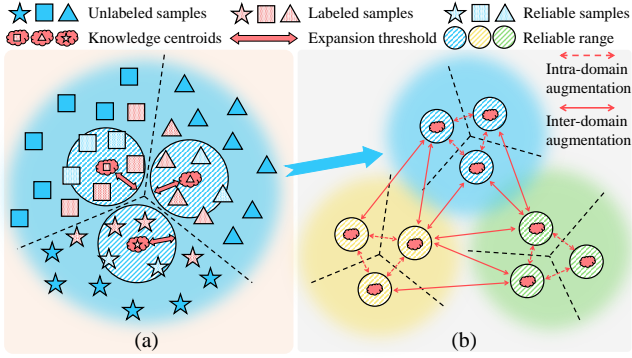 Unlabeled samples Labeled samples Reliable samples
Knowledge centroids Expansion threshold Reliable range
Intra-domain
augmentation
Inter-domain
augmentation
(a) (b)